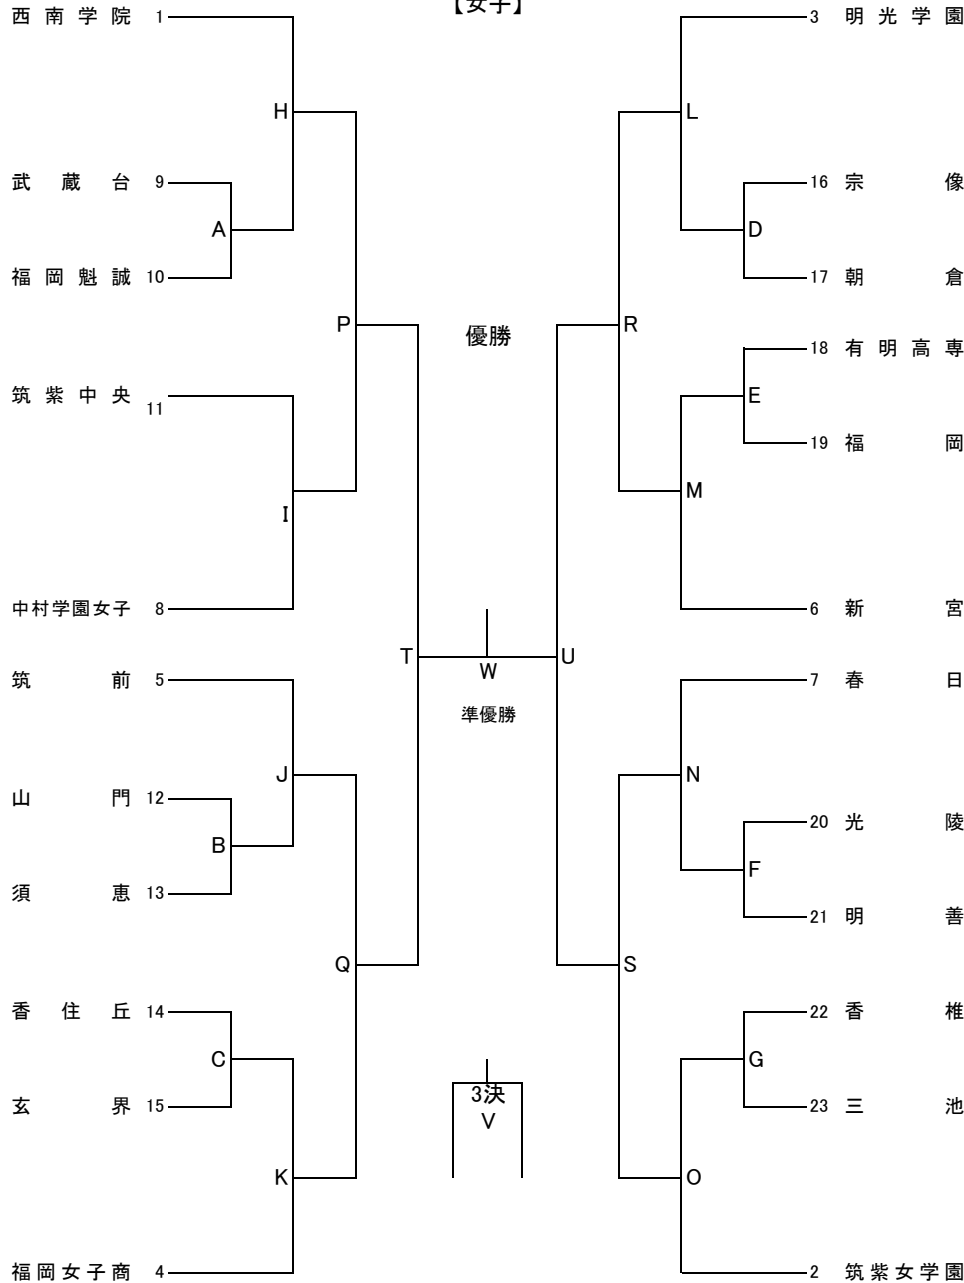 【女子】
西南学院 1
H
武蔵台 9
A
福岡魁誠 10
P
筑紫中央 11
I
中村学園女子 8
T
筑前 5
J
山門 12
B
須恵 13
Q
香住丘 14
C
玄界 15
K
福岡女子商 4
優勝
W
準優勝
3決
V
3 明光学園
L
16 宗像
D
17 朝倉
R
18 有明高専
E
19 福岡
M
6 新宮
U
7 春日
N
20 光陵
F
21 明善
S
22 香椎
G
23 三池
O
2 筑紫女学園